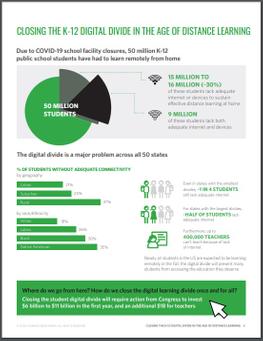 CLOSING THE K-12 DIGITAL DIVIDE IN THE AGE OF DISTANCE LEARNING
Due to COVID-19 school facility closures, 50 million K-12
public school students have had to learn remotely from home
50 MILLION
STUDENTS
15 MILLION TO
16 MILLION (~30%)
of these students lack adequate
internet or devices to sustain
effective distance learning at home
9 MILLION
of these students lack both
adequate internet and devices
The digital divide is a major problem across all 50 states
% OF STUDENTS WITHOUT ADEQUATE CONNECTIVITY
by geography
Urban
Suburban
Rural
by race/ethnicity
White
Latinx
Black
Native American
Even in states with the smallest
divides, ~1 IN 4 STUDENTS
still lack adequate internet
For states with the largest divides,
~HALF OF STUDENTS lack
adequate internet
Furthermore, up to
400,000 TEACHERS
can't teach because of lack
of internet
Where do we go from here? How do we close the digital learning divide once and for all?
Closing the student digital divide will require action from Congress to invest
$6 billion to $11 billion in the first year, and an additional $1B for teachers
CLOSING THE K-12 DIGITAL DIVIDE IN THE AGE OF DISTANCE LEARNING